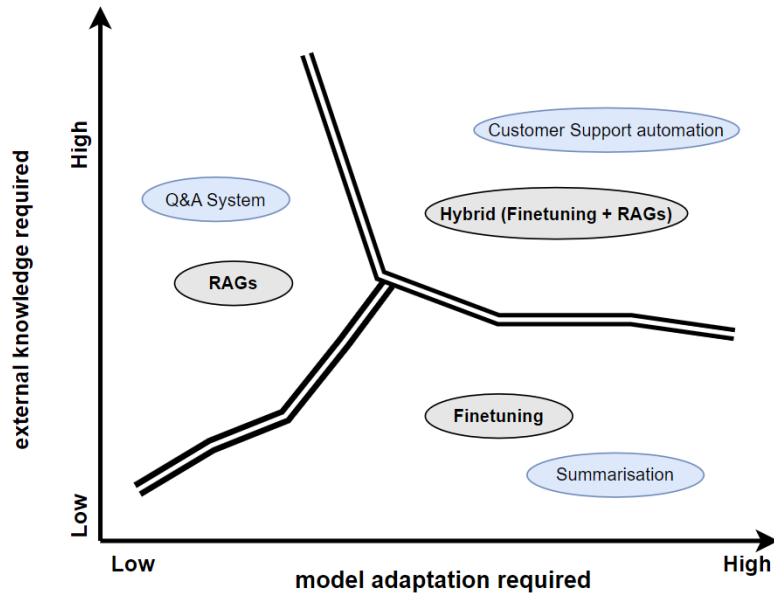 Customer Support automation
High
Q&A System
Hybrid (Finetuning + RAGs)
external knowledge required
RAGs
Finetuning
Summarisation
Low
Low
High
model adaptation required